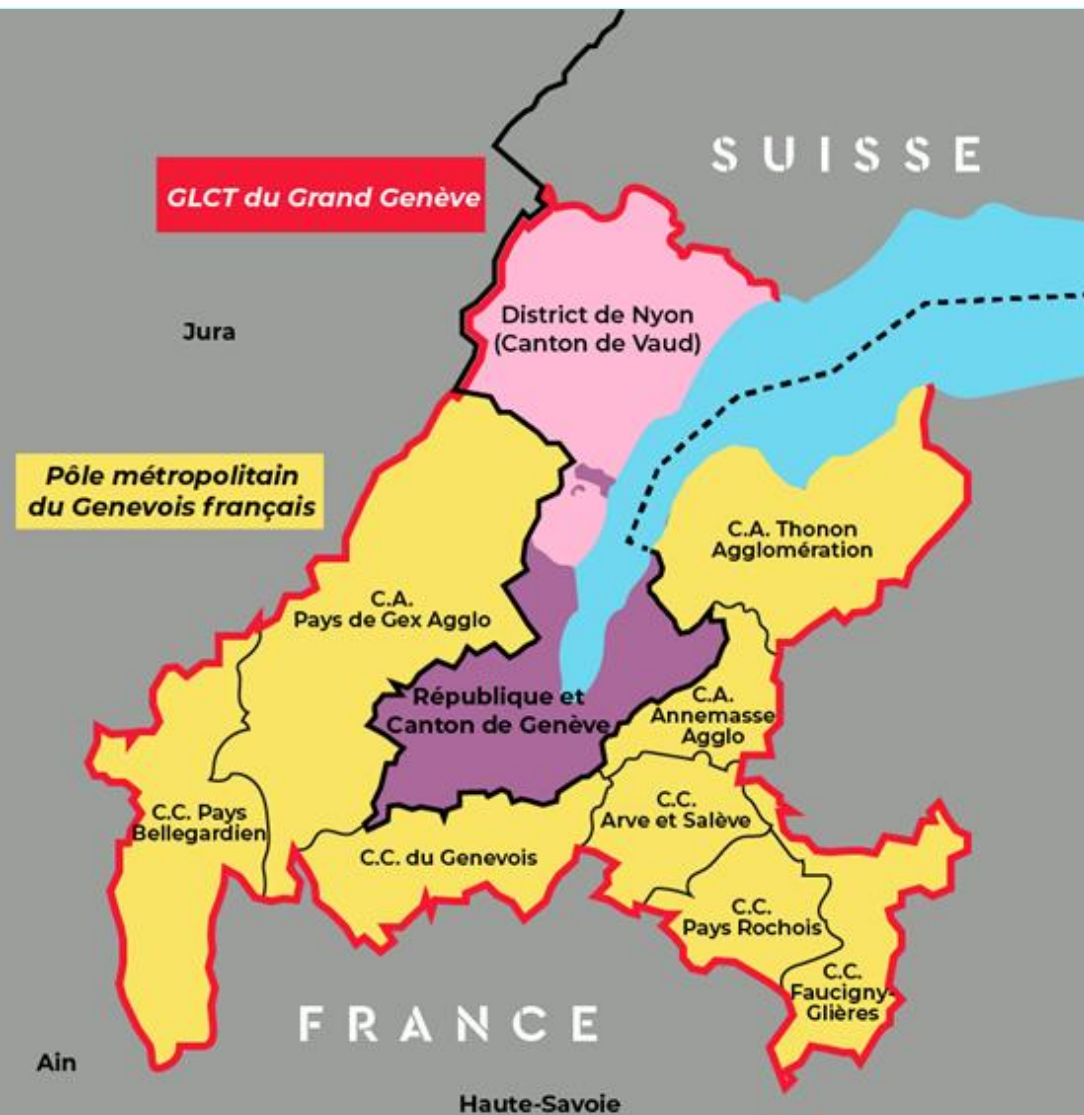 SUISSE
GLCT du Grand Genève
District de Nyon
(Canton de Vaud)
Jura
Pôle métropolitain
du Genevois français
C.A. Thonon
Agglomération
C.A.
Pays de Gex Agglo
République et
Canton de Genève
C.A.
Annemasse
Agglo
C.C. Pays
Bellegardien
C.C.
Arve et Salève
C.C. du Genevois
C.C.
Pays Rochois
C.C.
Faucigny-
Glières
FRANCE
Ain
Haute-Savoie